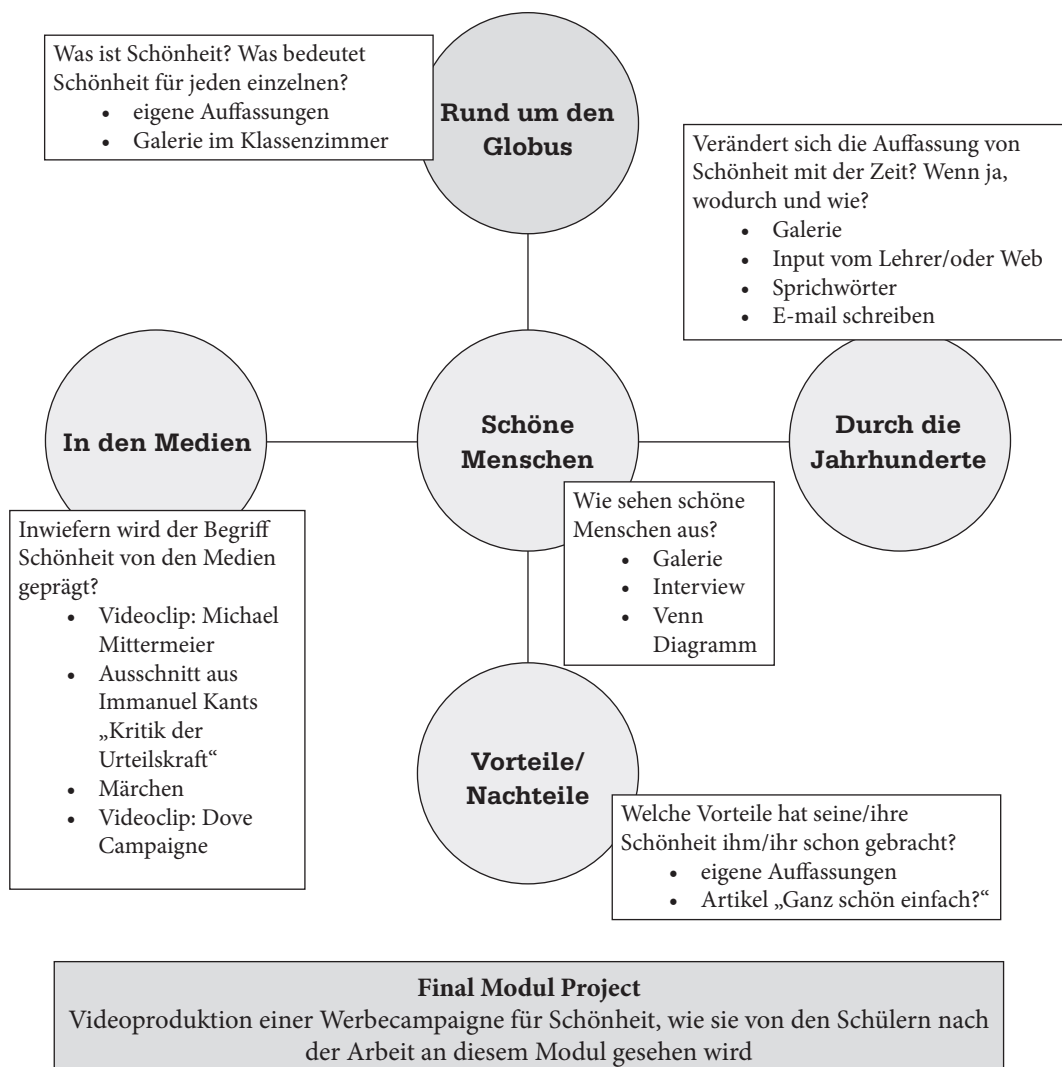 Was ist Schönheit? Was bedeutet
Schönheit für jeden einzelnen?
• eigene Auffassungen
• Galerie im Klassenzimmer
Rund um den
Globus
Verändert sich die Auffassung von
Schönheit mit der Zeit? Wenn ja,
wodurch und wie?
• Galerie
• Input vom Lehrer/oder Web
• Sprichwörter
• E-mail schreiben
In den Medien
Schöne
Menschen
Durch die
Jahrhunderte
Inwiefern wird der Begriff
Schönheit von den Medien
geprägt?
• Videoclip: Michael
Mittermeier
• Ausschnitt aus
Immanuel Kants
„Kritik der
Urteilskraft“
• Märchen
• Videoclip: Dove
Campaigne
Wie sehen schöne
Menschen aus?
• Galerie
• Interview
• Venn
Diagramm
Vorteile/
Nachteile
Welche Vorteile hat seine/ihre
Schönheit ihm/ihr schon gebracht?
• eigene Auffassungen
• Artikel „Ganz schön einfach?“
Final Modul Project
Videoproduktion einer Werbecampaigne für Schönheit, wie sie von den Schülern nach
der Arbeit an diesem Modul gesehen wird